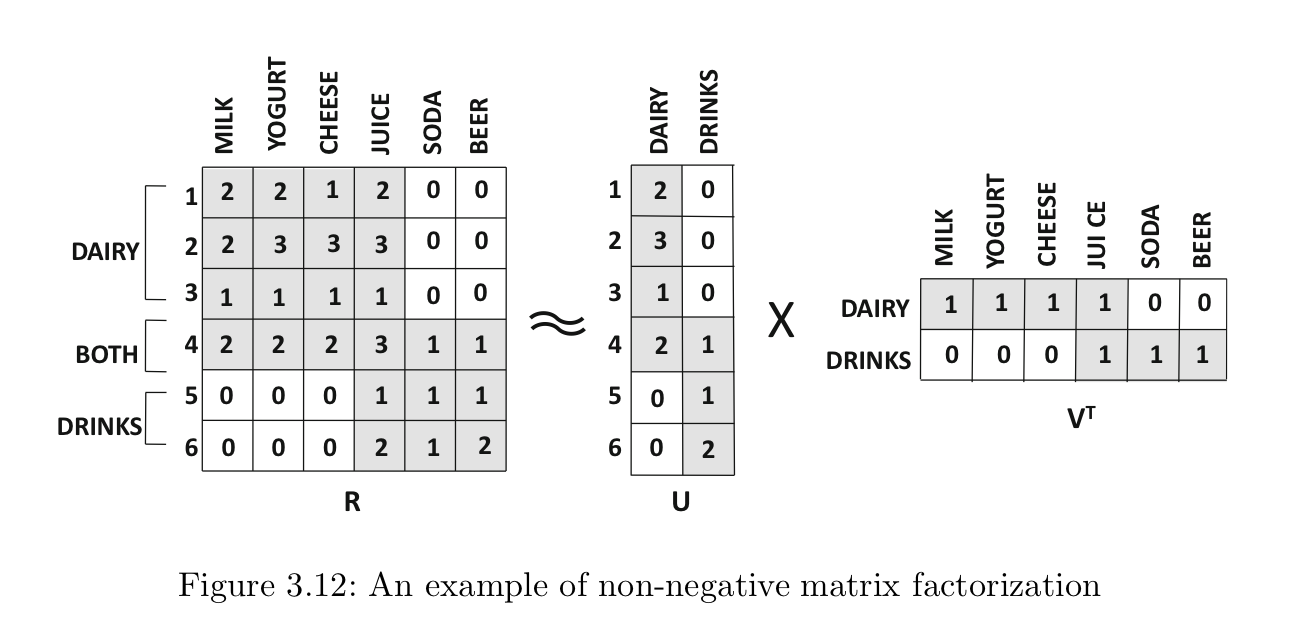 MILK YOGURT CHEESE JUICE SODA BEER
DAIRY
BOTH
DRINKS
1 2 2 1 2 0 0
2 2 3 3 3 0 0
3 1 1 1 1 0 0
4 2 2 2 3 1 1
5 0 0 0 1 1 1
6 0 0 0 2 1 2
R
≈
DAIRY DRINKS
1 2 0
2 3 0
3 1 0
4 2 1
5 0 1
6 0 2
U
X
MILK YOGURT CHEESE JUI CE SODA BEER
DAIRY 1 1 1 1 0 0
DRINKS 0 0 0 1 1 1
Vᵀ
Figure 3.12: An example of non-negative matrix factorization